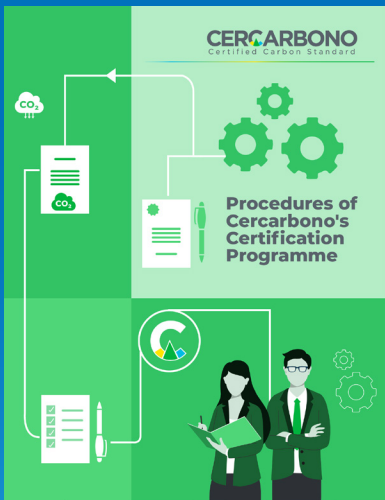 CERCARBONO
Certified Carbon Standard
CO₂
CO₂
Procedures of
Cercarbono's
Certification
Programme
C